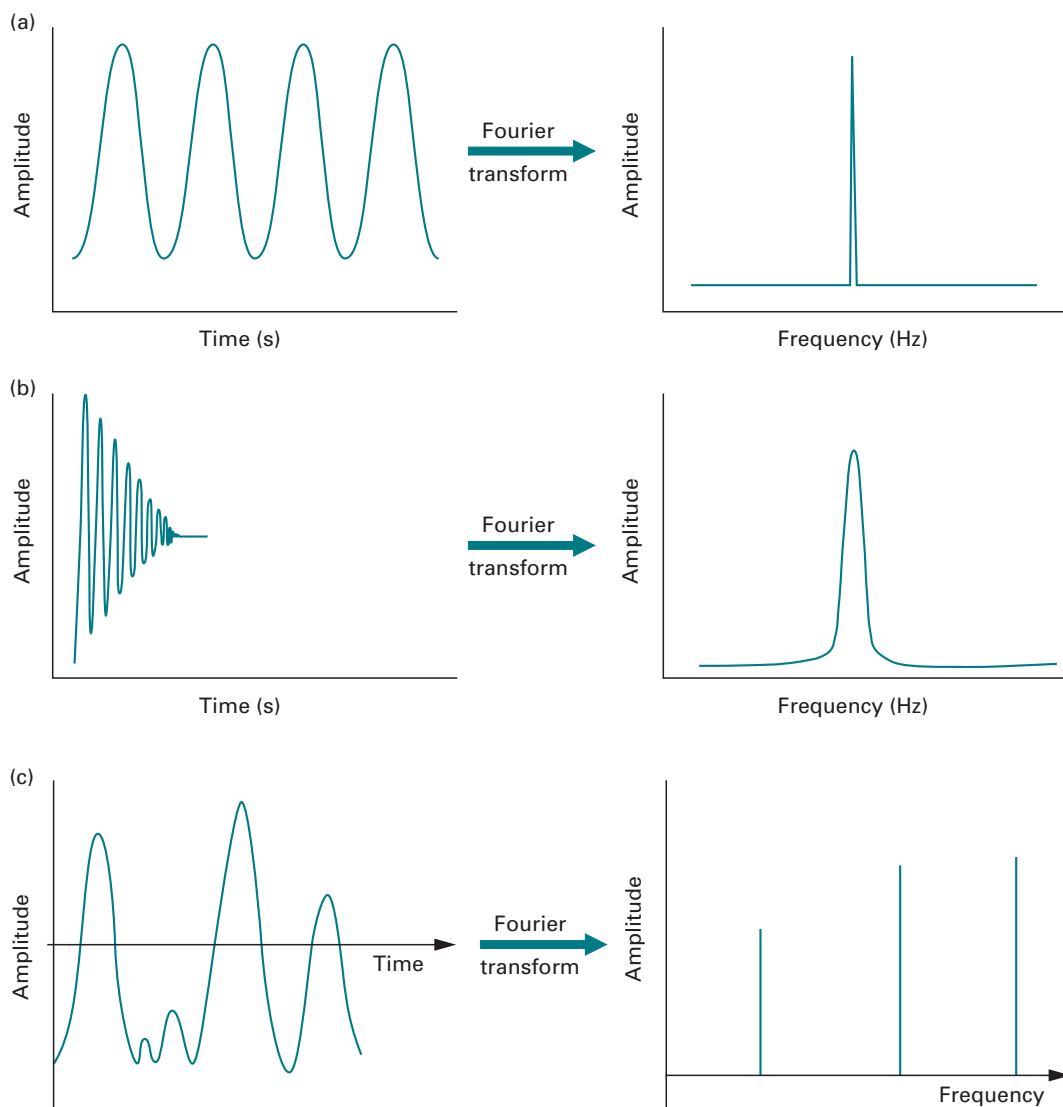 (a)
Amplitude
Time (s)
Fourier
transform
Amplitude
Frequency (Hz)
(b)
Amplitude
Time (s)
Fourier
transform
Amplitude
Frequency (Hz)
(c)
Amplitude
Time
Fourier
transform
Amplitude
Frequency